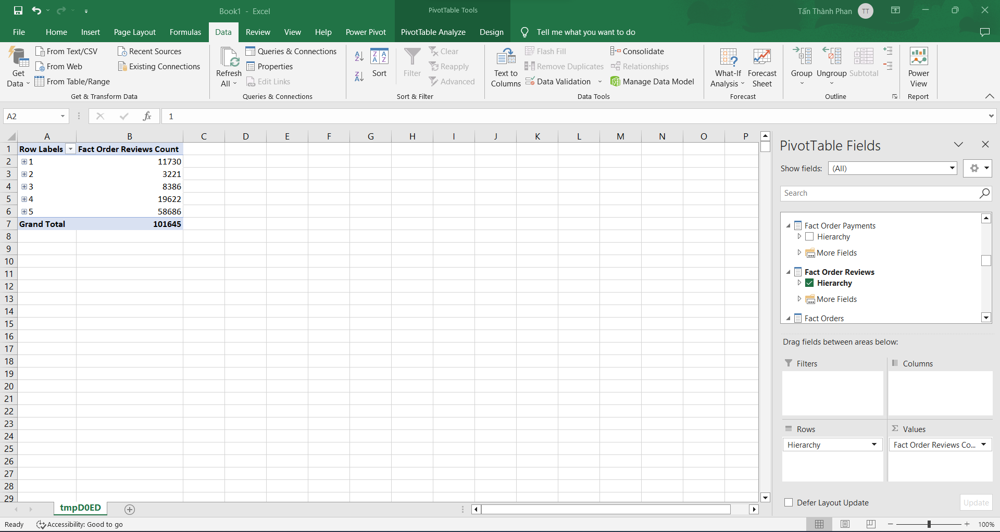 Book1 - Excel
PivotTable Tools
Tấn Thành Phan
TT
File Home Insert Page Layout Formulas Data Review View Help Power Pivot PivotTable Analyze Design Tell me what you want to do
Get Data
From Text/CSV
From Web
From Table/Range
Recent Sources
Existing Connections
Get & Transform Data
Refresh All
Queries & Connections
Properties
Edit Links
Queries & Connections
Sort
Filter
Clear
Reapply
Advanced
Sort & Filter
Text to Columns
Flash Fill
Remove Duplicates
Data Validation
Consolidate
Relationships
Manage Data Model
Data Tools
What-If Analysis
Forecast Sheet
Forecast
Group
Ungroup
Subtotal
Outline
Power View
Report
A2
fx
1
A B C D E F G H I J K L M N O P
1 Row Labels Fact Order Reviews Count
2 1 11730
3 2 3221
4 3 8386
5 4 19622
6 5 58686
7 Grand Total 101645
8
9
10
11
12
13
14
15
16
17
18
19
20
21
22
23
24
25
26
27
28
29
PivotTable Fields
Show fields: (All)
Search
Fact Order Payments
Hierarchy
More Fields
Fact Order Reviews
Hierarchy
More Fields
Fact Orders
Drag fields between areas below:
Filters
Columns
Rows
Σ Values
Hierarchy
Fact Order Reviews Co...
Defer Layout Update
Update
tmpD0ED
Ready
Accessibility: Good to go
100%